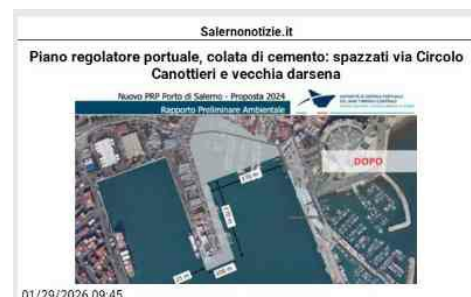 Salernonotizie.it
Piano regolatore portuale, colata di cemento: spazzati via Circolo
Canottieri e vecchia darsena
Nuovo PRP Porto di Salerno - Proposta 2024
Rapporto Preliminare Ambientale
DOPO
01/29/2026 09:45